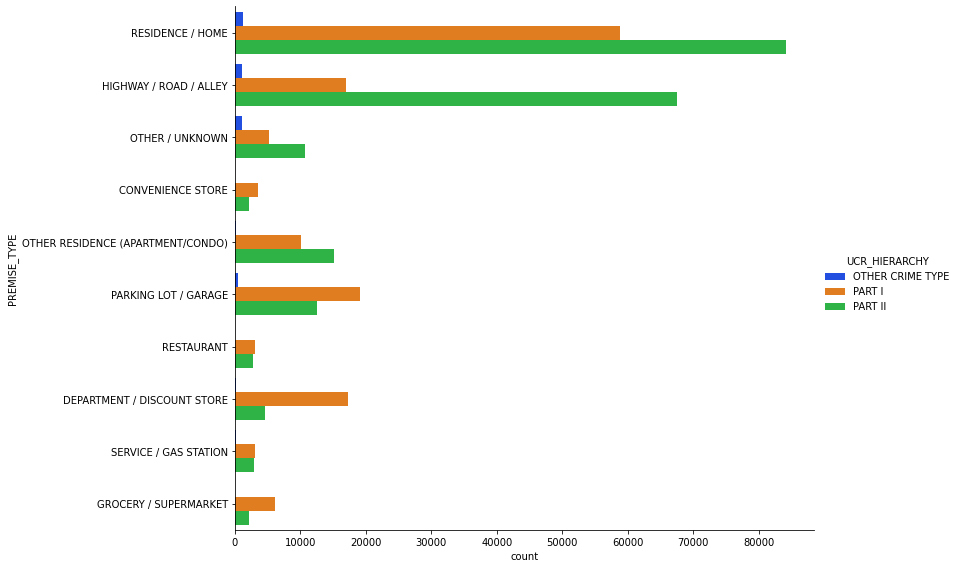 PREMISE_TYPE
RESIDENCE / HOME
HIGHWAY / ROAD / ALLEY
OTHER / UNKNOWN
CONVENIENCE STORE
OTHER RESIDENCE (APARTMENT/CONDO)
PARKING LOT / GARAGE
RESTAURANT
DEPARTMENT / DISCOUNT STORE
SERVICE / GAS STATION
GROCERY / SUPERMARKET
0 10000 20000 30000 40000 50000 60000 70000 80000
count
UCR_HIERARCHY
OTHER CRIME TYPE
PART I
PART II